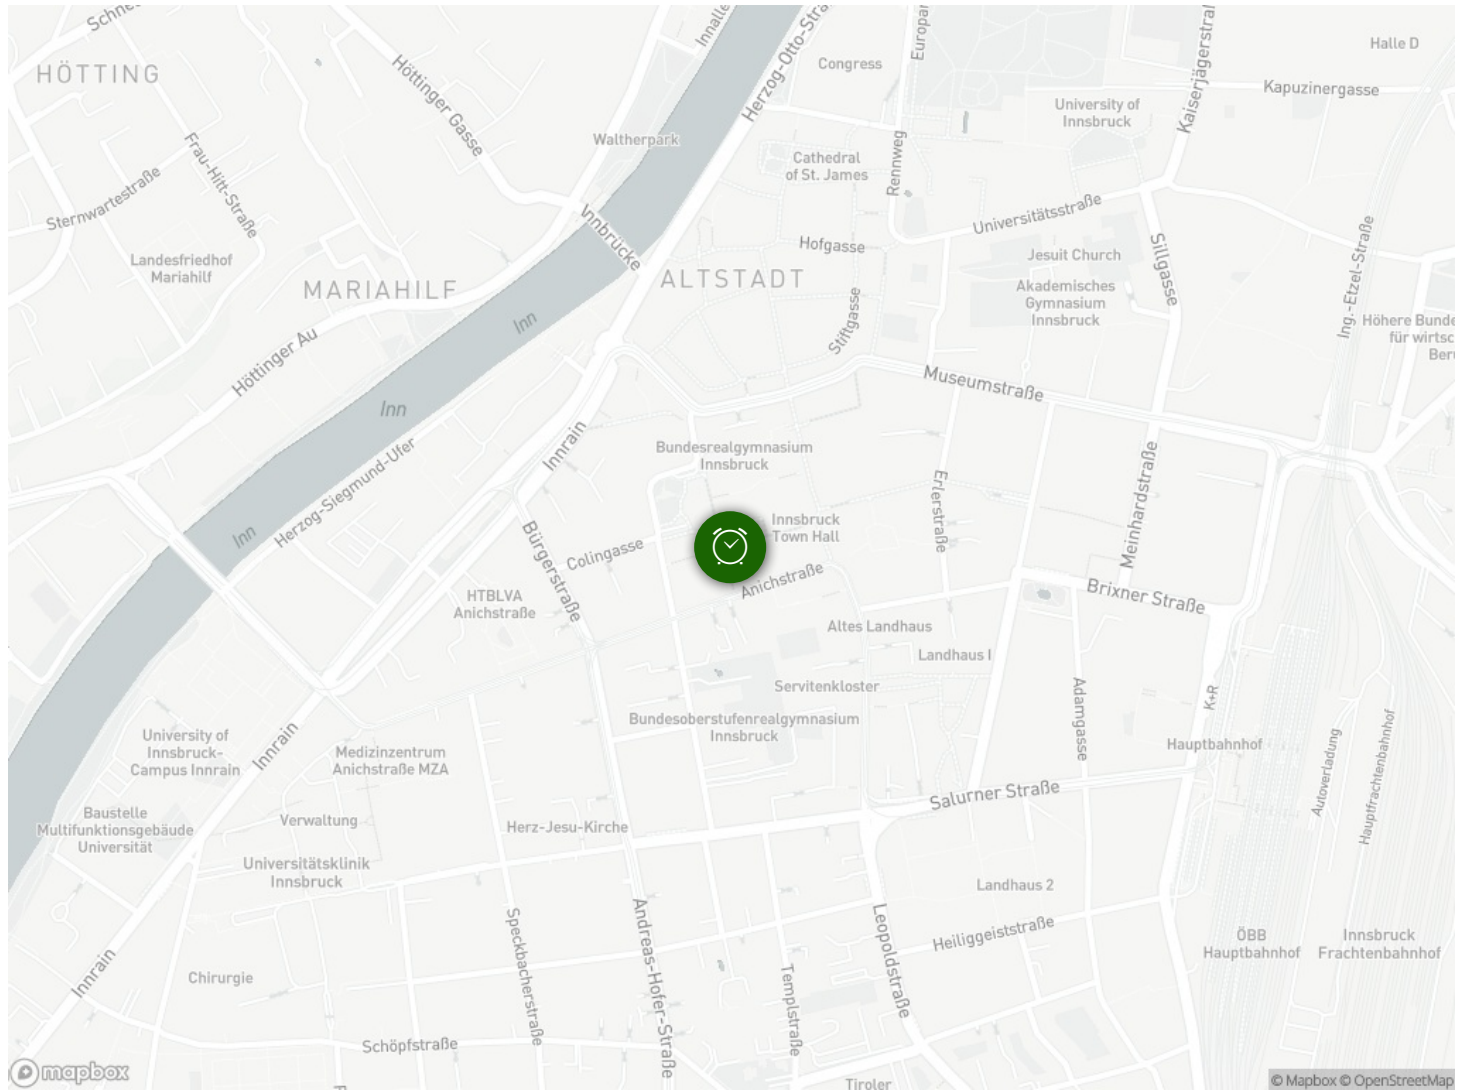 Schne
Innalle
Herzog-Otto-Stra
Europa
Kaiserjägerstraß
Halle D
HÖTTING
Höttinger Gasse
Congress
Kapuzinergasse
University of
Innsbruck
Waltherpark
Frau-Hitt-Straße
Cathedral
of St. James
Rennweg
Sternwartestraße
Innbrücke
Universitätsstraße
Hofgasse
Jesuit Church
Sillgasse
Ing.-Etzel-Straße
Landesfriedhof
Mariahilf
MARIAHILF
ALTSTADT
Akademisches
Gymnasium
Innsbruck
Inn
Stiftgasse
Höhere Bunde
für wirtsc
Ber
Höttinger Au
Museumstraße
Inn
Innrain
Bundesrealgymnasium
Innsbruck
Herzog-Siegmund-Ufer
Erlerstraße
Meinhardstraße
Inn
Bürgerstraße
Colingasse
Innsbruck
Town Hall
Anichstraße
HTBLVA
Anichstraße
Brixner Straße
Altes Landhaus
Landhaus I
Servitenkloster
Adamgasse
K+R
Bundesoberstufenrealgymnasium
Innsbruck
University of
Innsbruck-
Campus Innrain
Innrain
Medizinzentrum
Anichstraße MZA
Hauptbahnhof
Autoverladung
Hauptfrachtenbahnhof
Salurner Straße
Baustelle
Multifunktionsgebäude
Universität
Verwaltung
Herz-Jesu-Kirche
Universitätsklinik
Innsbruck
Landhaus 2
Speckbacherstraße
Andreas-Hofer-Straße
Leopoldstraße
Heiliggeiststraße
ÖBB
Hauptbahnhof
Innsbruck
Frachtenbahnhof
Innrain
Chirurgie
Templstraße
Schöpfstraße
Tiroler
mapbox
© Mapbox © OpenStreetMap